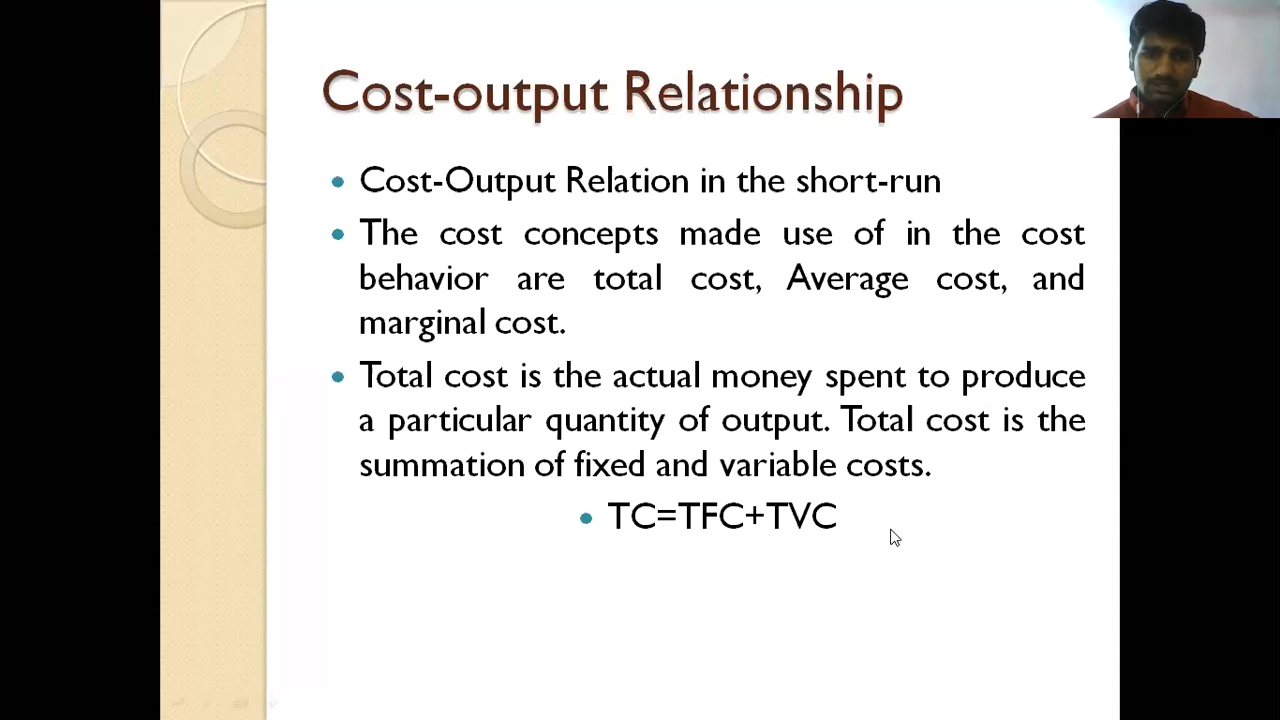 Cost-output Relationship
Cost-Output Relation in the short-run
The cost concepts made use of in the cost
behavior are total cost, Average cost, and
marginal cost.
Total cost is the actual money spent to produce
a particular quantity of output. Total cost is the
summation of fixed and variable costs.
TC=TFC+TVC